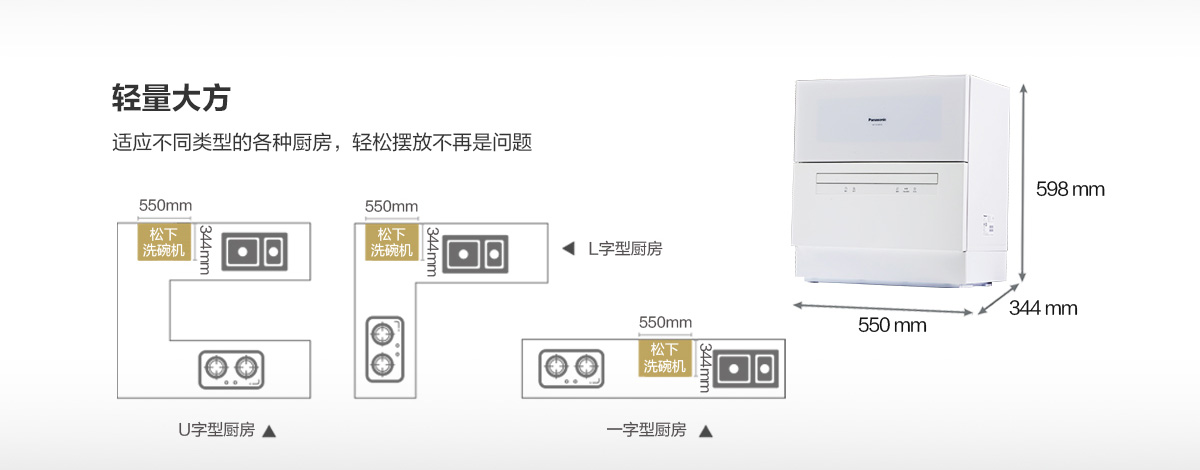 轻量大方
适应不同类型的各种厨房，轻松摆放不再是问题
550mm
松下
洗碗机
344mm
U字型厨房
550mm
松下
洗碗机
344mm
L字型厨房
550mm
松下
洗碗机
344mm
一字型厨房
Panasonic
598 mm
344 mm
550 mm